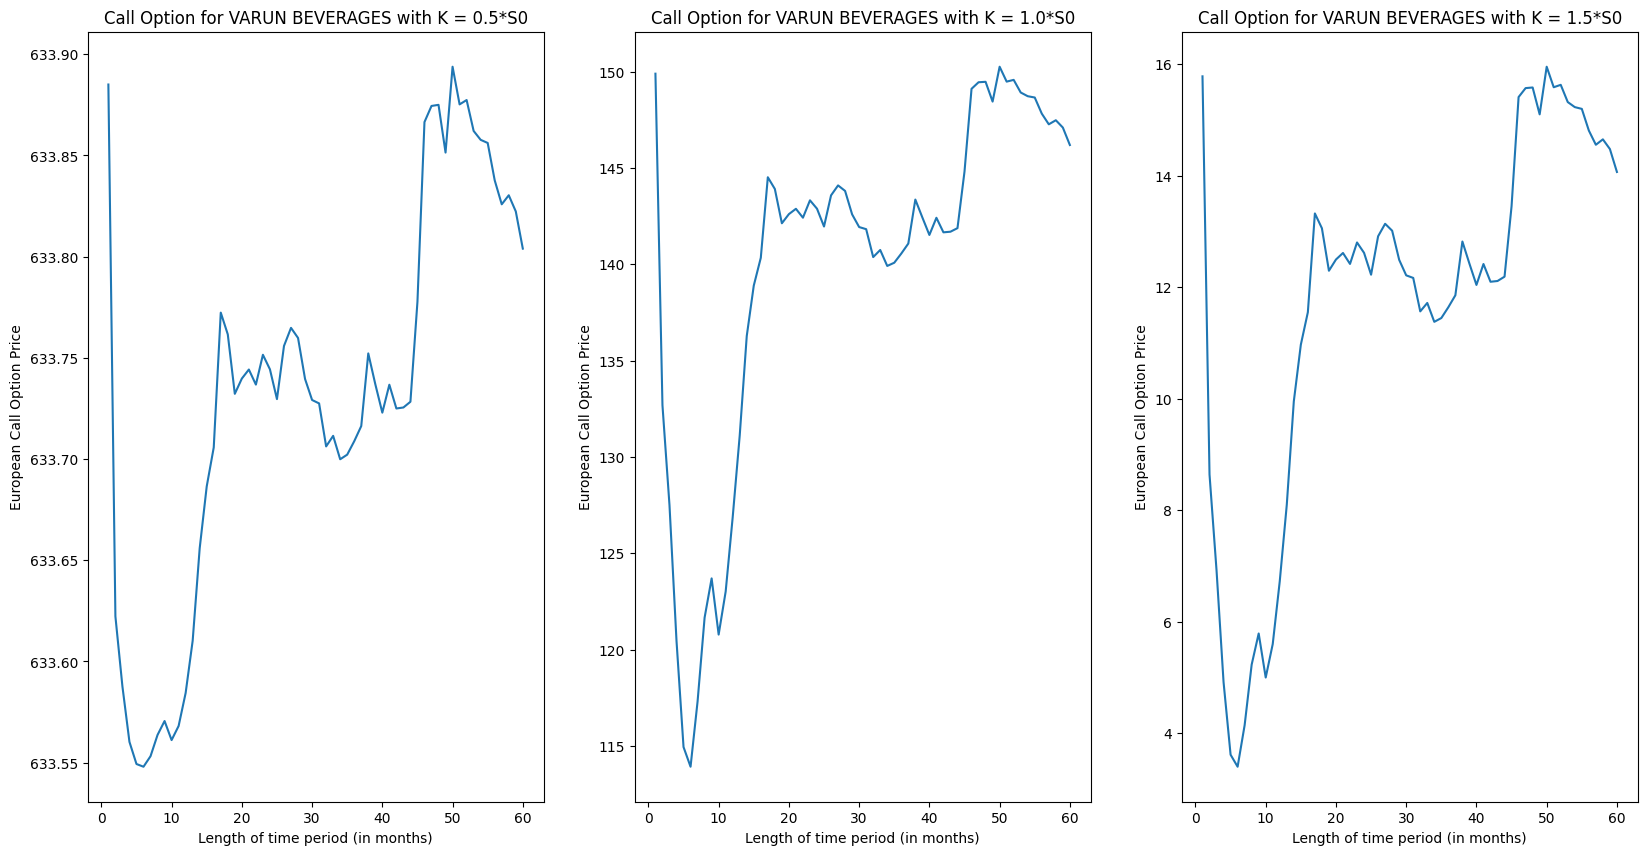 Call Option for VARUN BEVERAGES with K = 0.5*S0
633.90
633.85
633.80
633.75
633.70
633.65
633.60
633.55
European Call Option Price
0 10 20 30 40 50 60
Length of time period (in months)
Call Option for VARUN BEVERAGES with K = 1.0*S0
150
145
140
135
130
125
120
115
European Call Option Price
0 10 20 30 40 50 60
Length of time period (in months)
Call Option for VARUN BEVERAGES with K = 1.5*S0
16
14
12
10
8
6
4
European Call Option Price
0 10 20 30 40 50 60
Length of time period (in months)